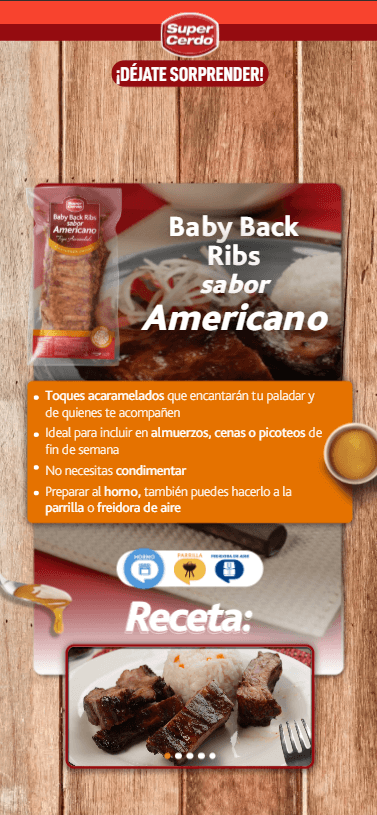 Super
Cerdo
¡DÉJATE SORPRENDER!
Super
Cerdo
Baby Back Ribs
sabor
Americano
Baby Back
Ribs
sabor
Americano
• Toques acaramelados que encantarán tu paladar y
de quienes te acompañen
• Ideal para incluir en almuerzos, cenas o picoteos de
fin de semana
• No necesitas condimentar
• Preparar al horno, también puedes hacerlo a la
parrilla o freidora de aire
HORNO
PARRILLA
FREIDORA DE AIRE
Receta: